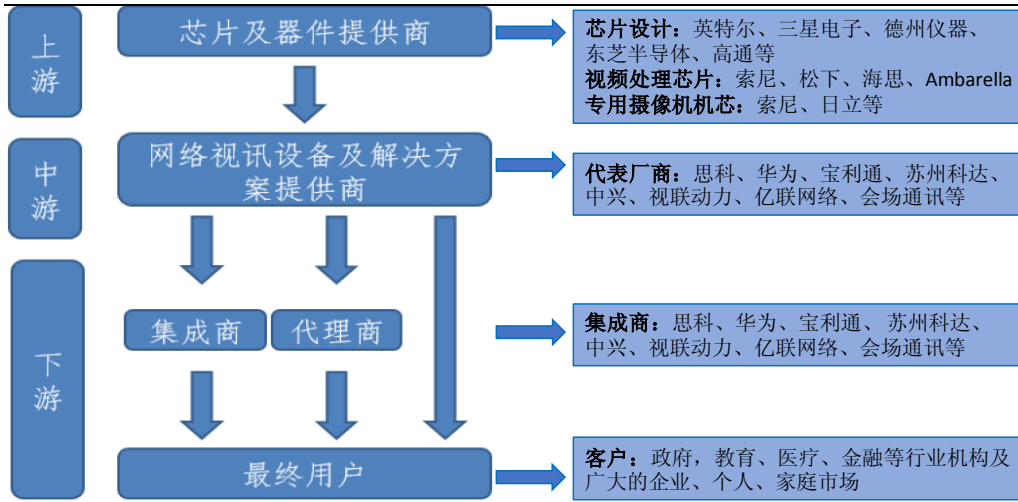 上游
芯片及器件提供商
芯片设计：英特尔、三星电子、德州仪器、
东芝半导体、高通等
视频处理芯片：索尼、松下、海思、Ambarella
专用摄像机机芯：索尼、日立等
中游
网络视讯设备及解决方
案提供商
代表厂商：思科、华为、宝利通、苏州科达、
中兴、视联动力、亿联网络、会场通讯等
下游
集成商
代理商
集成商：思科、华为、宝利通、苏州科达、
中兴、视联动力、亿联网络、会场通讯等
最终用户
客户：政府，教育、医疗、金融等行业机构及
广大的企业、个人、家庭市场